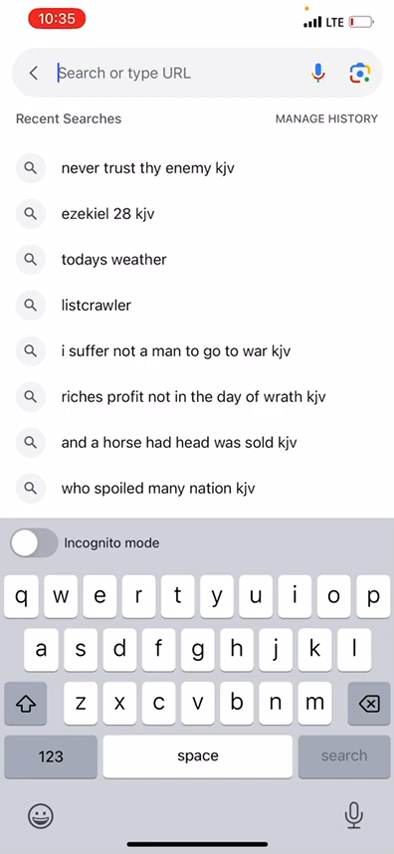 10:35
LTE
Search or type URL
Recent Searches MANAGE HISTORY
never trust thy enemy kjv
ezekiel 28 kjv
todays weather
listcrawler
i suffer not a man to go to war kjv
riches profit not in the day of wrath kjv
and a horse had head was sold kjv
who spoiled many nation kjv
Incognito mode
q w e r t y u i o p
a s d f g h j k l
z x c v b n m
123 space search